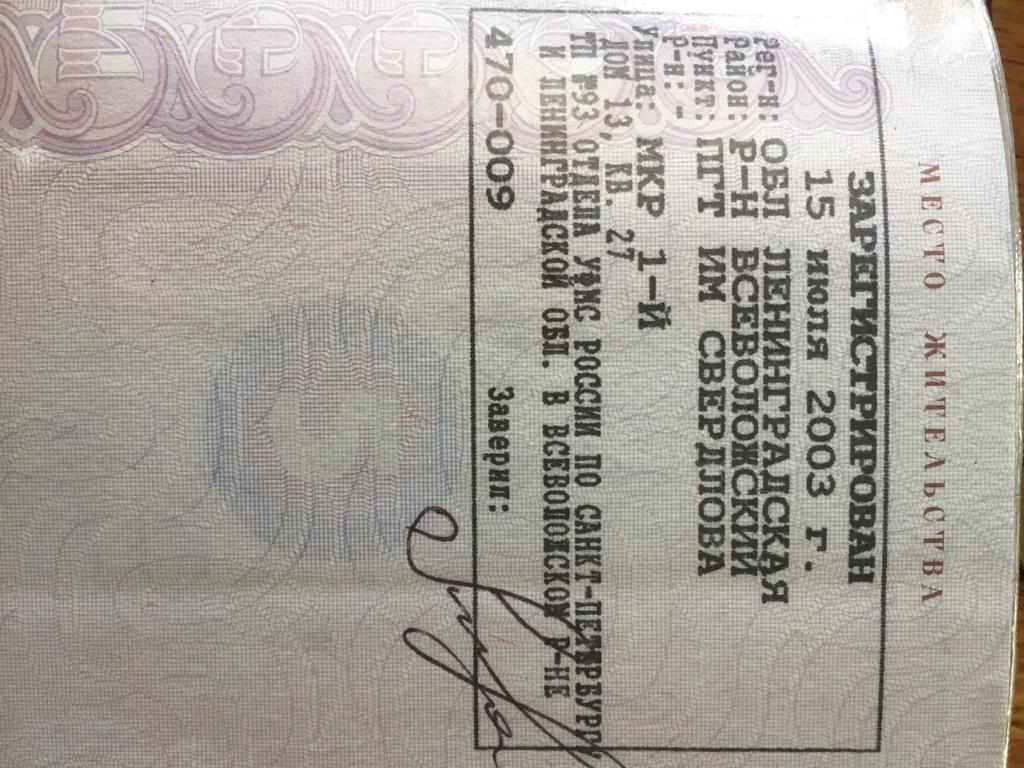 МЕСТО ЖИТЕЛЬСТВА
ЗАРЕГИСТРИРОВАН
15 июля 2003 г.
Рег-н: ОБЛ ЛЕНИНГРАДСКАЯ
район: Р-Н ВСЕВОЛОЖСКИЙ
Пункт: ПГТ ИМ СВЕРДЛОВА
Р-н: -
Улица: МКР 1-Й
ДОМ 13, КВ. 27
ТП №93 ОТДЕЛА УФМС РОССИИ ПО САНКТ-ПЕТЕРБУРГУ
И ЛЕНИНГРАДСКОЙ ОБЛ. В ВСЕВОЛОЖСКОМ Р-НЕ
470-009 Заверил: